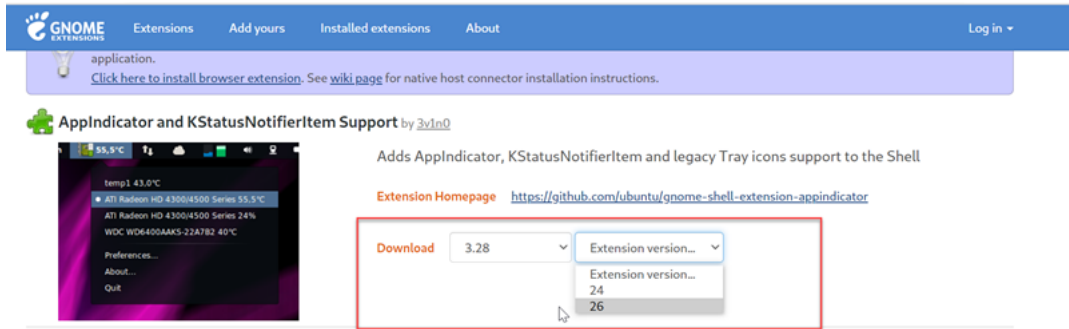 GNOME EXTENSIONS Extensions Add yours Installed extensions About Log in
application.
Click here to install browser extension. See wiki page for native host connector installation instructions.
AppIndicator and KStatusNotifierItem Support by 3v1n0
55,5°C
temp1 43,0°C
ATI Radeon HD 4300/4500 Series 55,5°C
ATI Radeon HD 4300/4500 Series 24%
WDC WD6400AAKS-22A7B2 40°C
Preferences...
About...
Quit
Adds AppIndicator, KStatusNotifierItem and legacy Tray icons support to the Shell
Extension Homepage https://github.com/ubuntu/gnome-shell-extension-appindicator
Download 3.28 Extension version...
Extension version...
24
26